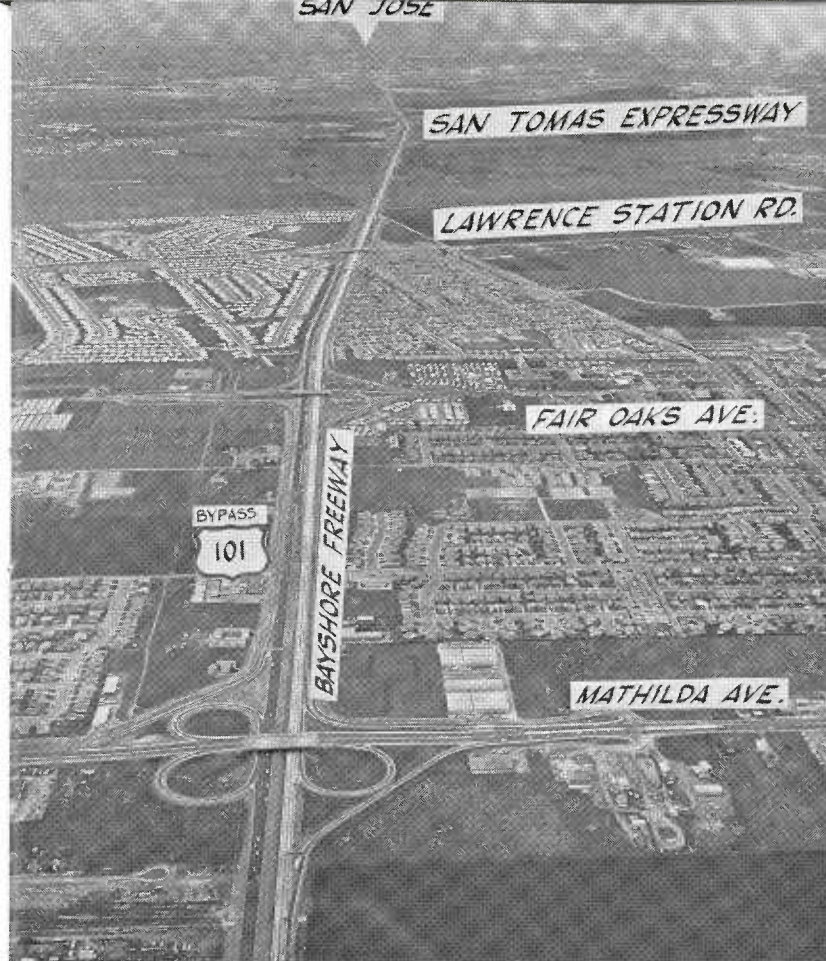 SAN JOSE
SAN TOMAS EXPRESSWAY
LAWRENCE STATION RD.
FAIR OAKS AVE.
BYPASS
101
BAYSHORE FREEWAY
MATHILDA AVE.